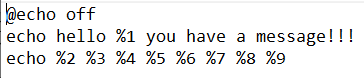 @echo off
echo hello %1 you have a message!!!
echo %2 %3 %4 %5 %6 %7 %8 %9